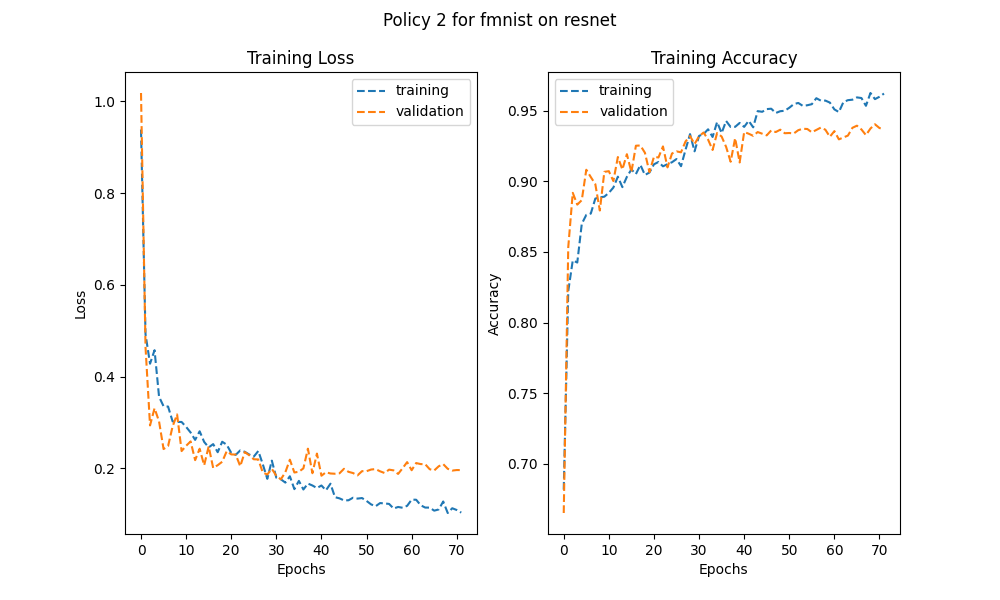 Policy 2 for fmnist on resnet
Training Loss
training
validation
1.0
0.8
0.6
0.4
0.2
Loss
0 10 20 30 40 50 60 70
Epochs
Training Accuracy
training
validation
0.95
0.90
0.85
0.80
0.75
0.70
Accuracy
0 10 20 30 40 50 60 70
Epochs